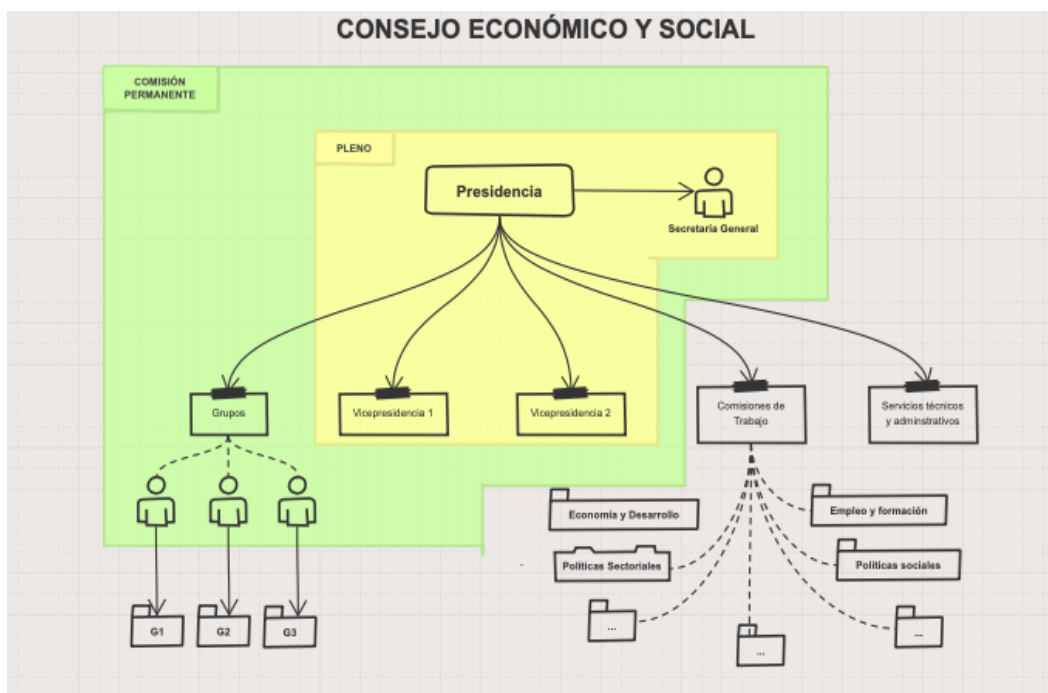 CONSEJO ECONÓMICO Y SOCIAL
COMISIÓN
PERMANENTE
PLENO
Presidencia
Secretaría General
Grupos
Vicepresidencia 1
Vicepresidencia 2
Comisiones de
Trabajo
Servicios técnicos
y adminstrativos
Economía y Desarrollo
Empleo y formación
Políticas Sectoriales
Políticas sociales
G1
G2
G3
...
...
...